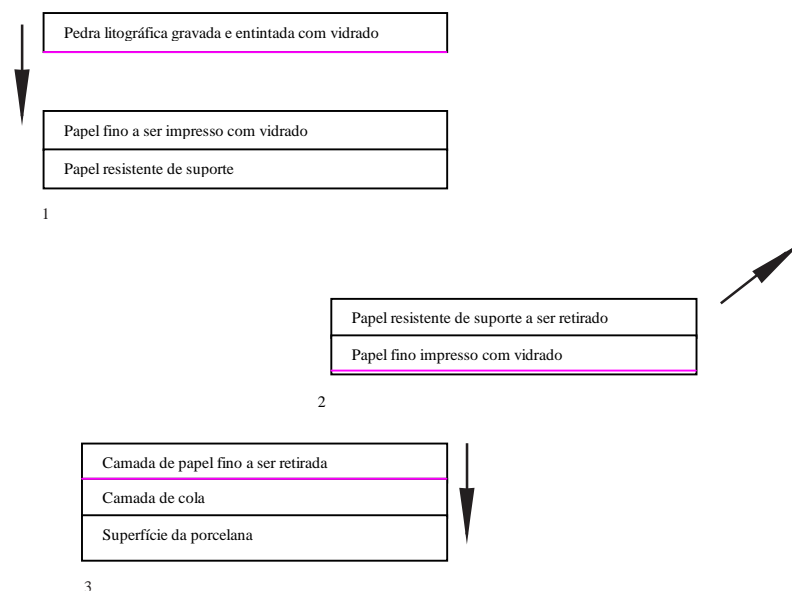 Pedra litográfica gravada e entintada com vidrado
Papel fino a ser impresso com vidrado
Papel resistente de suporte
1
Papel resistente de suporte a ser retirado
Papel fino impresso com vidrado
2
Camada de papel fino a ser retirada
Camada de cola
Superfície da porcelana
3